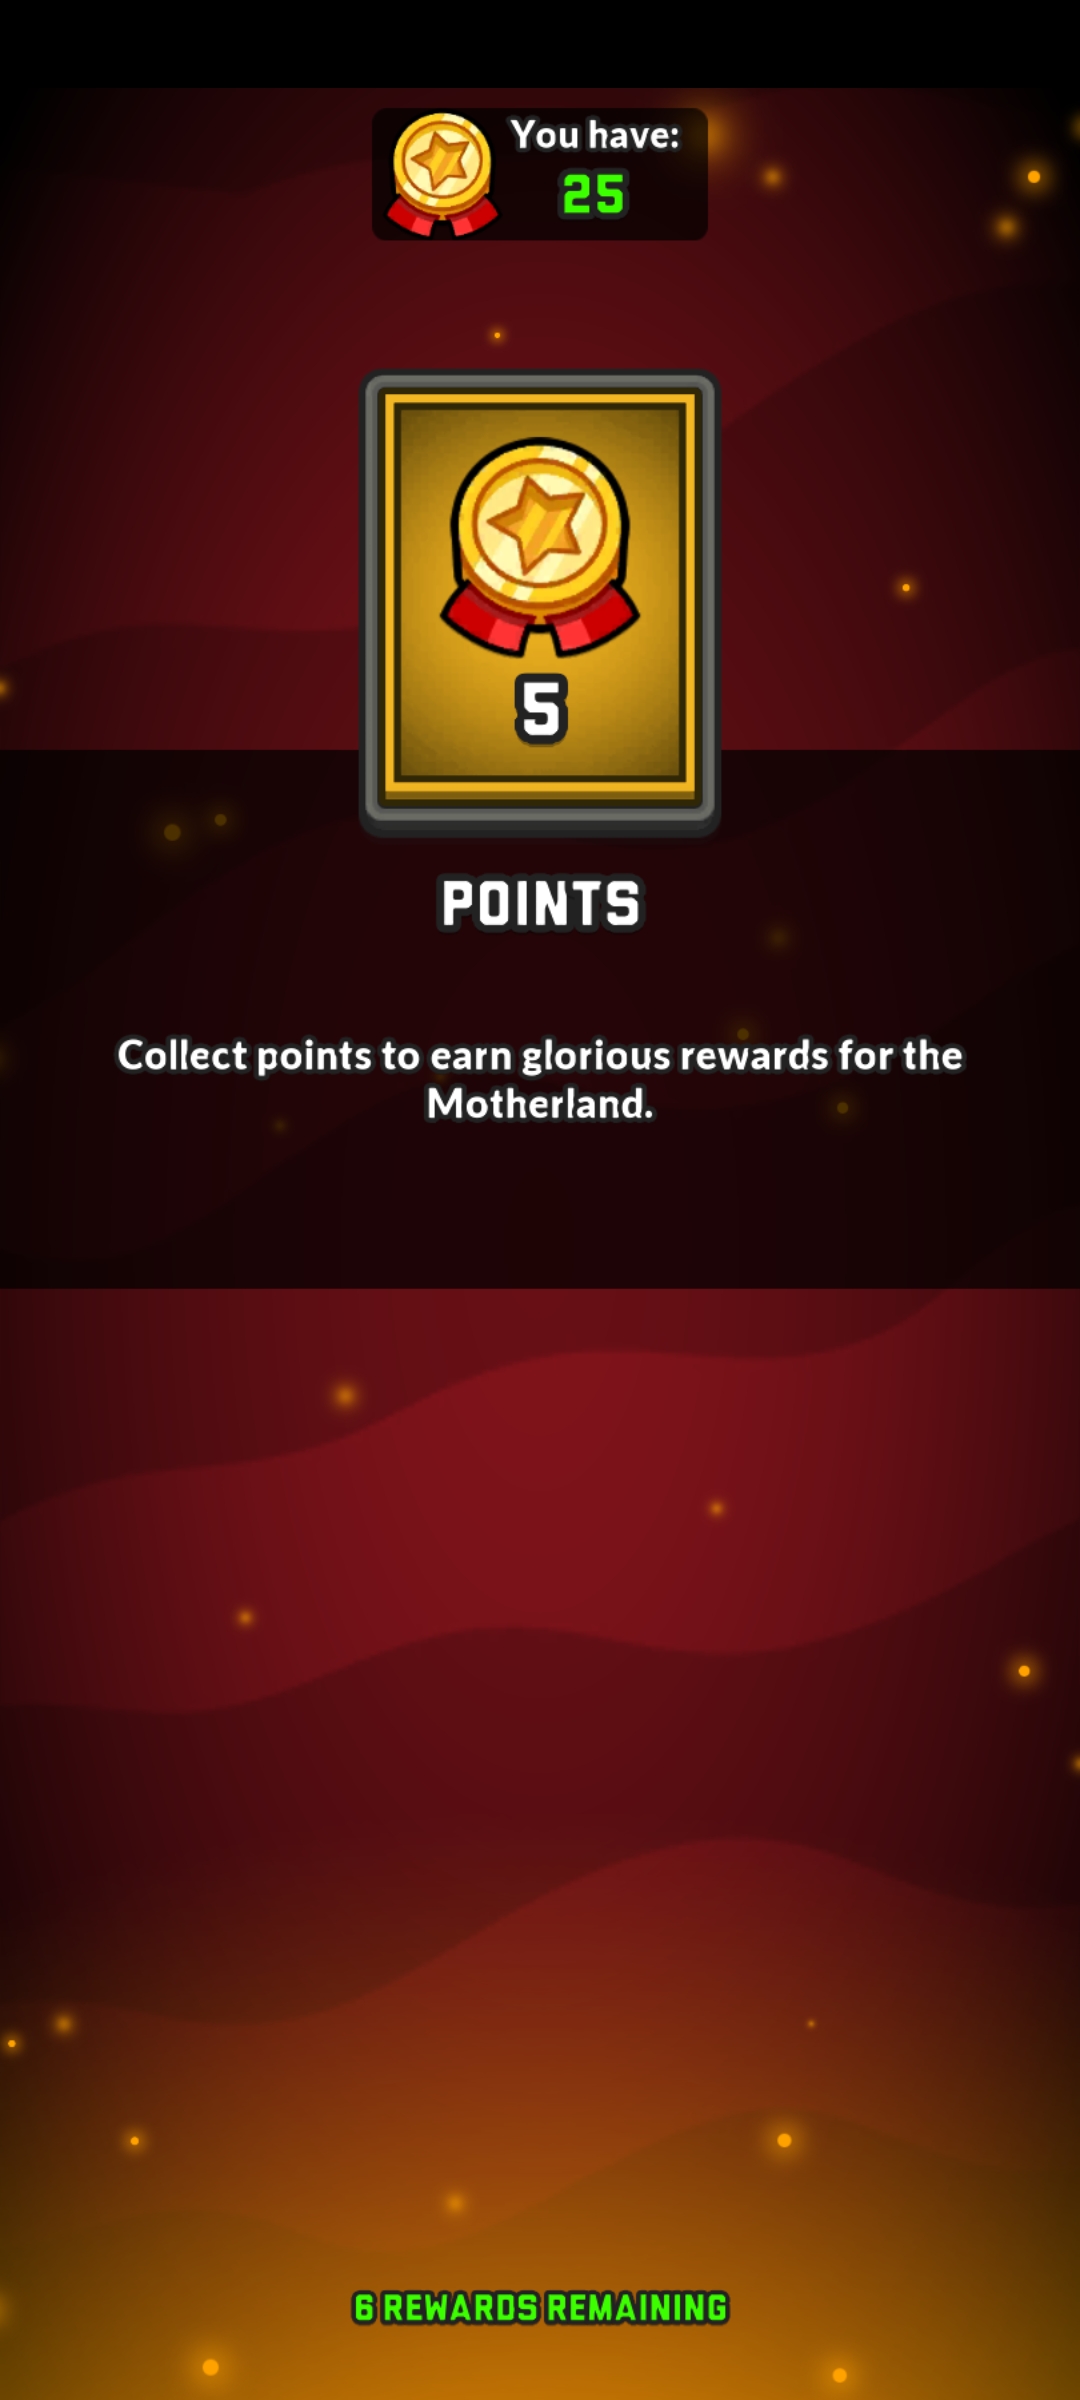 You have:
25
5
POINTS
Collect points to earn glorious rewards for the
Motherland.
6 REWARDS REMAINING